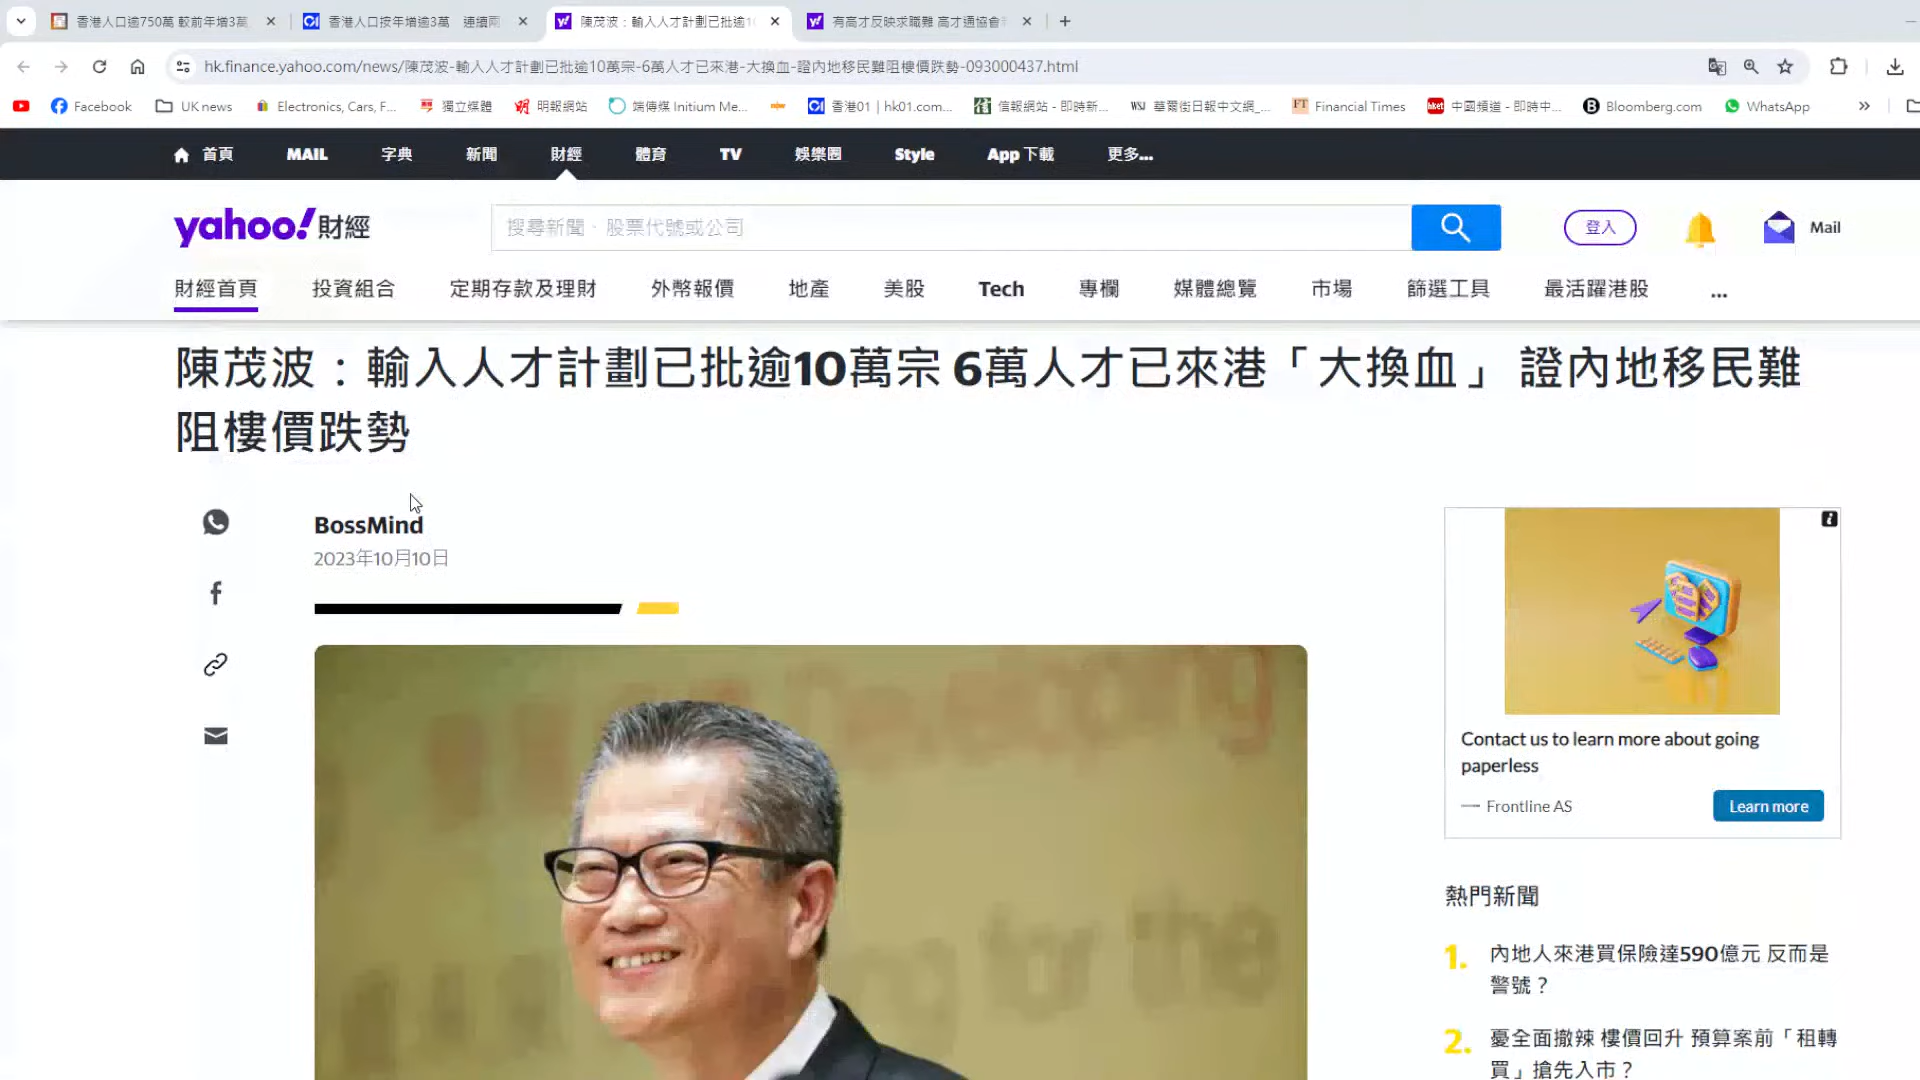 香港人口逾750萬 較前年增3萬
香港人口按年增逾3萬 連續兩
陳茂波：輸入人才計劃已批逾1
有高才反映求職難 高才通協會
hk.finance.yahoo.com/news/陳茂波-輸入人才計劃已批逾10萬宗-6萬人才已來港-大換血-證內地移民難阻樓價跌勢-093000437.html
Facebook UK news Electronics, Cars, F... 獨立媒體 明報網站 端傳媒 Initium Me... 香港01 | hk01.com... 信報網站 - 即時新... WSJ 華爾街日報中文網_... FT Financial Times hket 中國頻道 - 即時中... Bloomberg.com WhatsApp
首頁 MAIL 字典 新聞 財經 體育 TV 娛樂圈 Style App 下載 更多...
yahoo!財經
搜尋新聞、股票代號或公司
登入
Mail
財經首頁 投資組合 定期存款及理財 外幣報價 地產 美股 Tech 專欄 媒體總覽 市場 篩選工具 最活躍港股 ...
陳茂波：輸入人才計劃已批逾10萬宗 6萬人才已來港「大換血」 證內地移民難
阻樓價跌勢
BossMind
2023年10月10日
for the
Contact us to learn more about going
paperless
Frontline AS
Learn more
熱門新聞
1. 內地人來港買保險達590億元 反而是
警號？
2. 憂全面撤辣 樓價回升 預算案前「租轉
買」搶先入市？